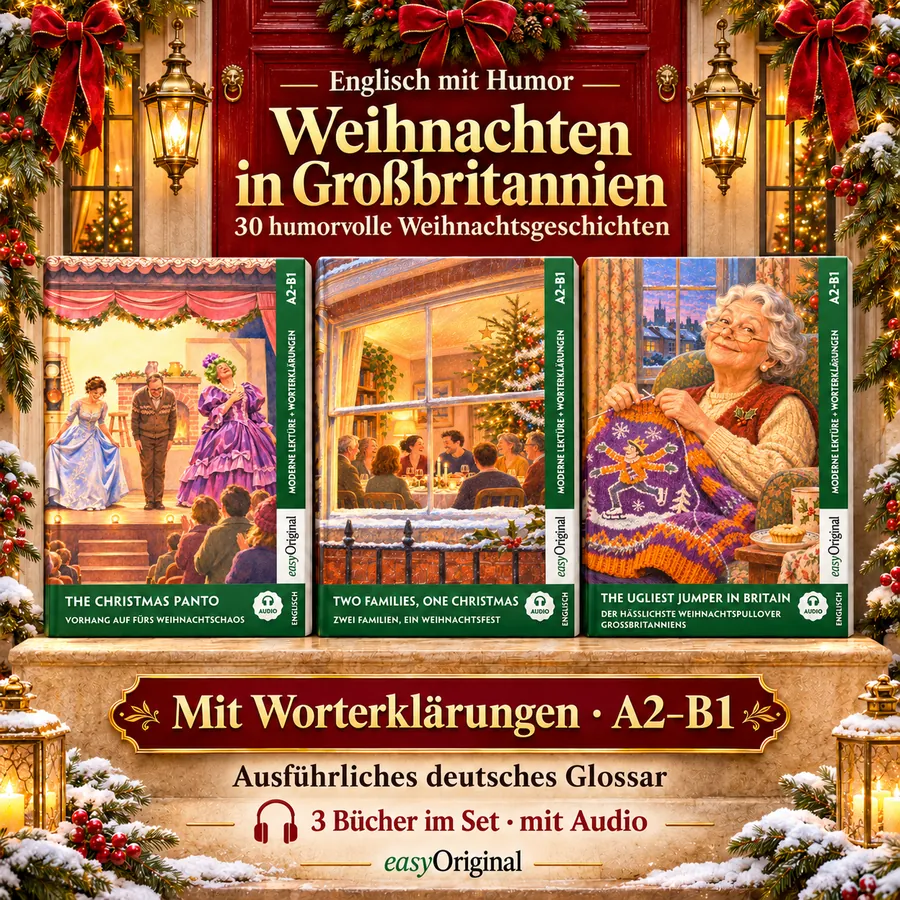 Englisch mit Humor
Weihnachten
in Großbritannien
30 humorvolle Weihnachtsgeschichten
A2-B1
MODERNE LEKTÜRE + WORTERKLÄRUNGEN
easyOriginal
ENGLISCH
THE CHRISTMAS PANTO
VORHANG AUF FÜRS WEIHNACHTSCHAOS
AUDIO
A2-B1
MODERNE LEKTÜRE + WORTERKLÄRUNGEN
easyOriginal
ENGLISCH
TWO FAMILIES, ONE CHRISTMAS
ZWEI FAMILIEN, EIN WEIHNACHTSFEST
AUDIO
A2-B1
MODERNE LEKTÜRE + WORTERKLÄRUNGEN
easyOriginal
ENGLISCH
THE UGLIEST JUMPER IN BRITAIN
DER HÄSSLICHSTE WEIHNACHTSPULLOVER
GROSSBRITANNIENS
AUDIO
Mit Worterklärungen · A2–B1
Ausführliches deutsches Glossar
3 Bücher im Set · mit Audio
easyOriginal